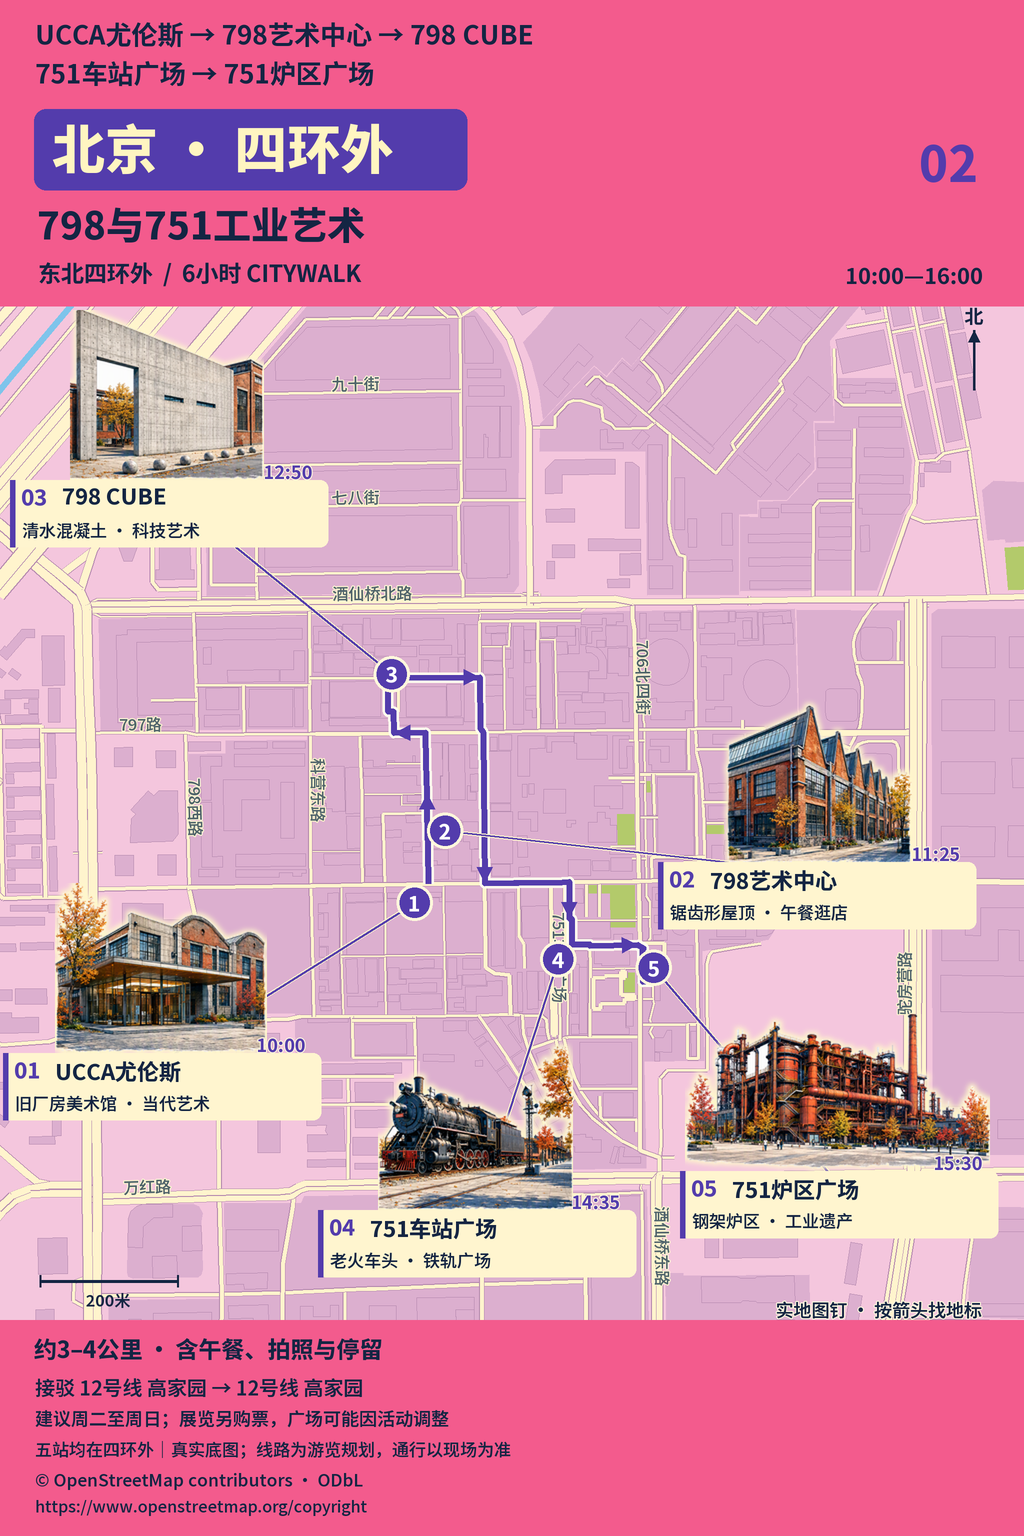 UCCA尤伦斯 → 798艺术中心 → 798 CUBE
751车站广场 → 751炉区广场
北京 · 四环外
02
798与751工业艺术
东北四环外 / 6小时 CITYWALK
10:00—16:00
北
九十街
12:50
03 798 CUBE
清水混凝土 · 科技艺术
七八街
酒仙桥北路
706北四街
3
797路
科营东路
798西路
2
11:25
02 798艺术中心
锯齿形屋顶 · 午餐逛店
1
751
广场
4
5
驼房营路
10:00
01 UCCA尤伦斯
旧厂房美术馆 · 当代艺术
15:30
05 751炉区广场
钢架炉区 · 工业遗产
万红路
14:35
04 751车站广场
老火车头 · 铁轨广场
酒仙桥东路
200米
实地图钉 · 按箭头找地标
约3–4公里 · 含午餐、拍照与停留
接驳 12号线 高家园 → 12号线 高家园
建议周二至周日；展览另购票，广场可能因活动调整
五站均在四环外｜真实底图；线路为游览规划，通行以现场为准
© OpenStreetMap contributors · ODbL
https://www.openstreetmap.org/copyright